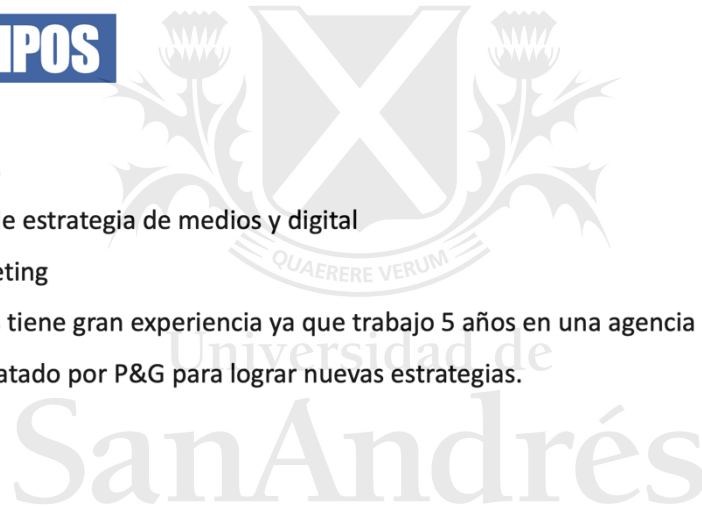 MPOS
e estrategia de medios y digital
eting
tiene gran experiencia ya que trabajo 5 años en una agencia
atado por P&G para lograr nuevas estrategias.
QUAERERE VERUM
Universidad de
SanAndrés